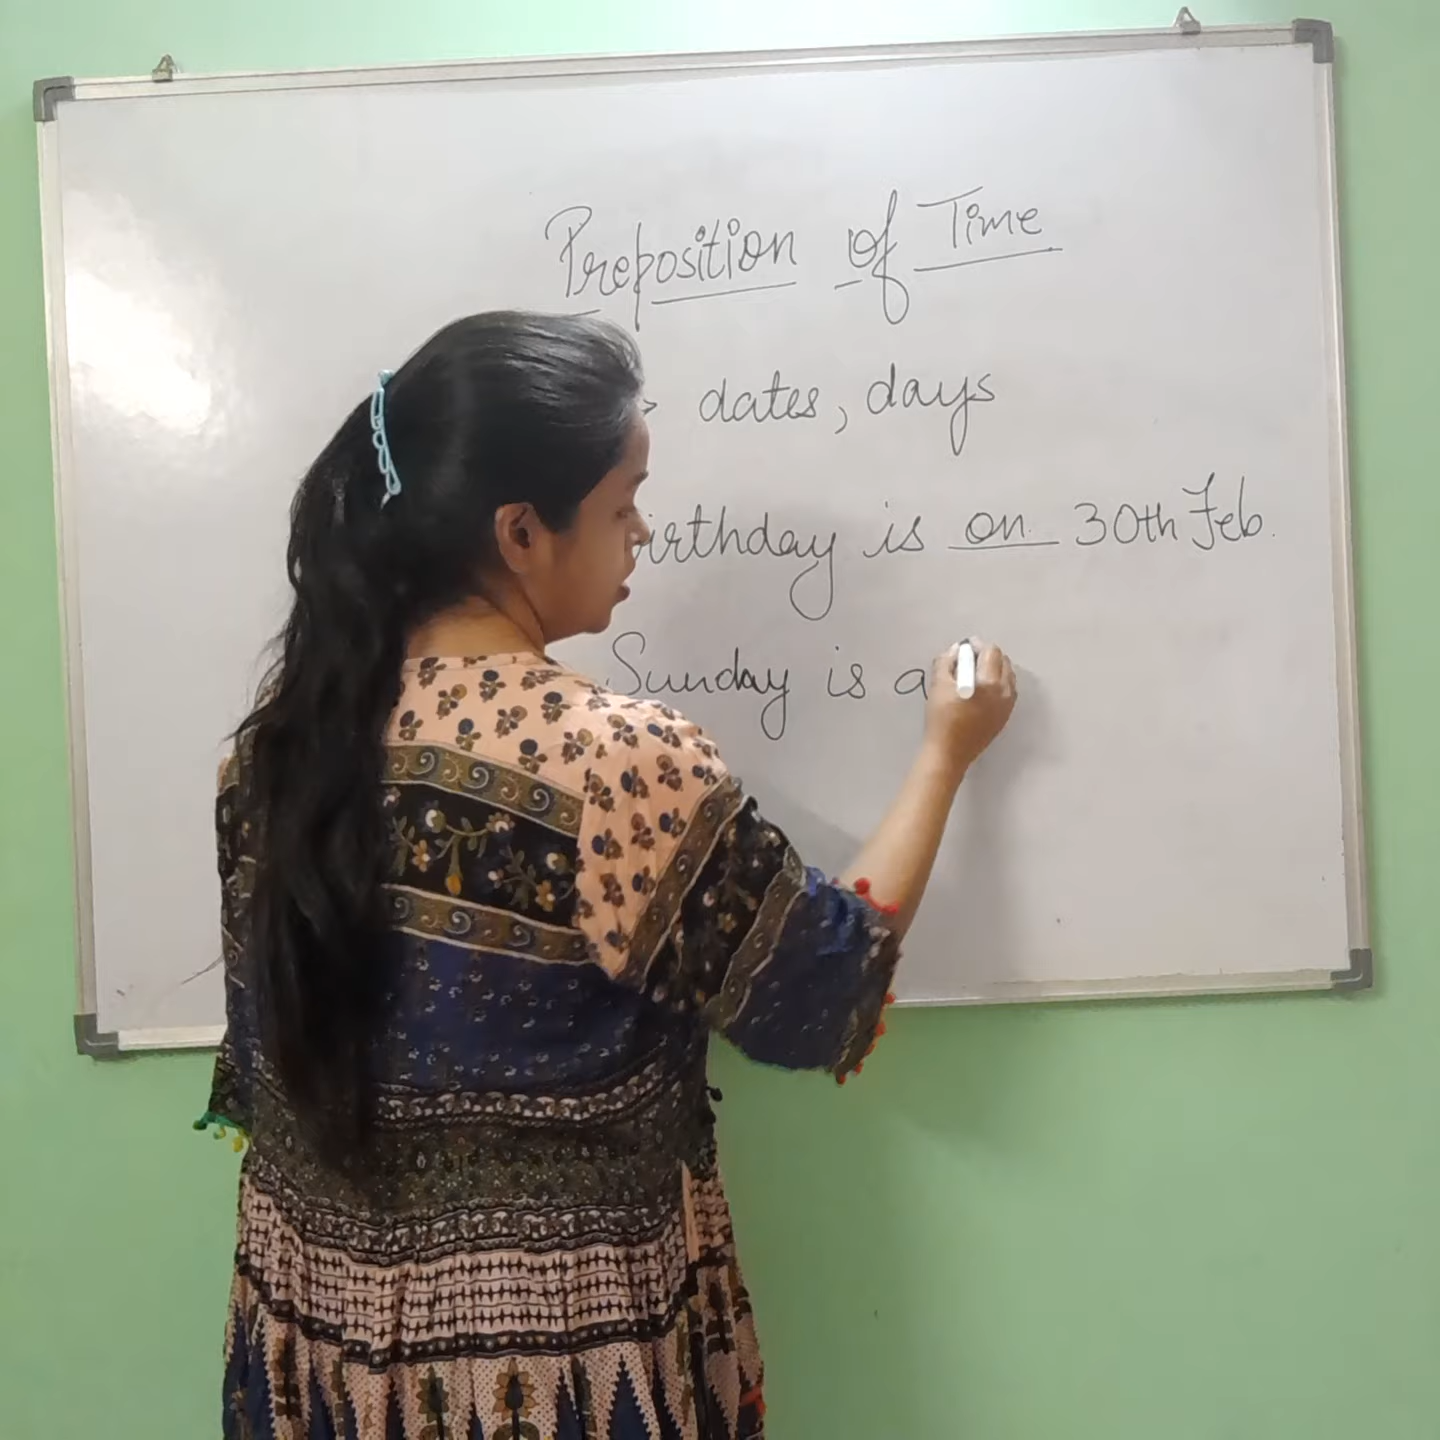 Preposition of Time
dates, days
irthday is on 30th Feb.
Sunday is a